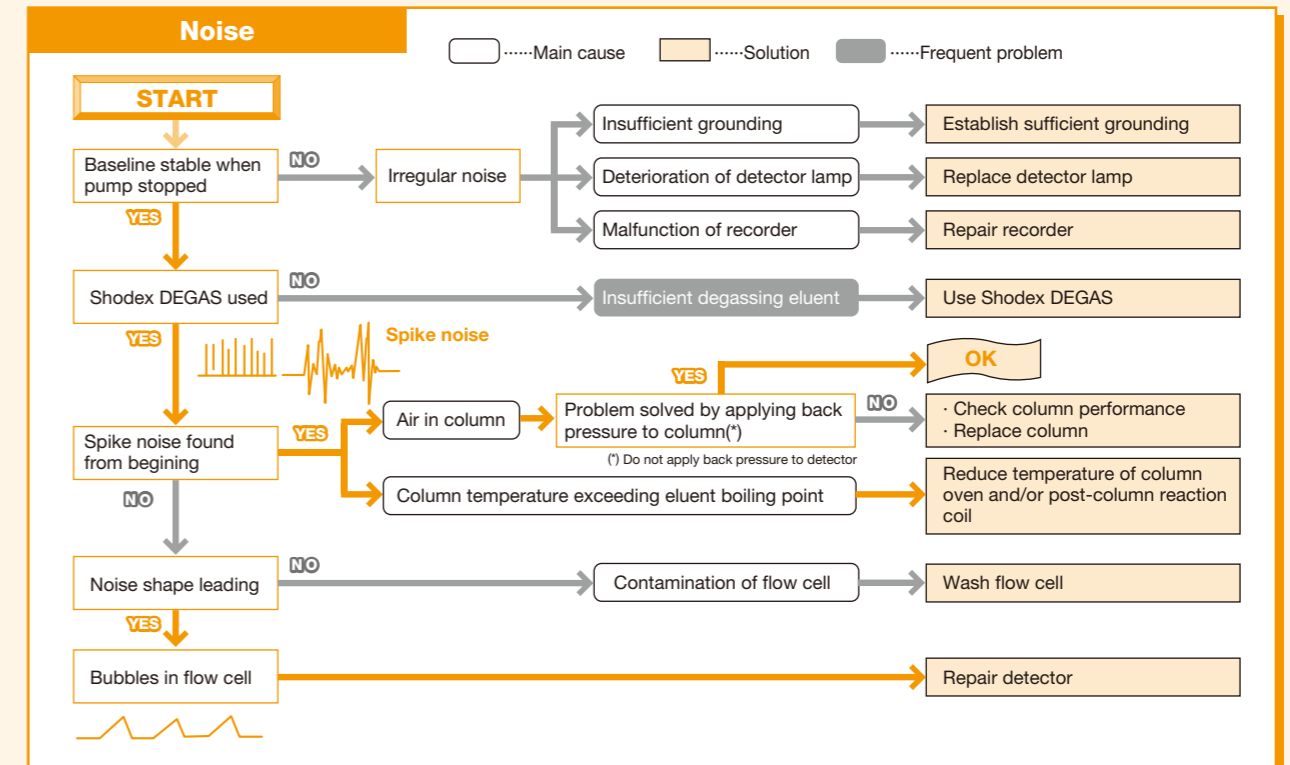 Noise
······Main cause
······Solution
······Frequent problem
START
Baseline stable when
pump stopped
NO
Irregular noise
Insufficient grounding
Establish sufficient grounding
Deterioration of detector lamp
Replace detector lamp
Malfunction of recorder
Repair recorder
YES
Shodex DEGAS used
NO
Insufficient degassing eluent
Use Shodex DEGAS
YES
Spike noise
Spike noise found
from begining
YES
Air in column
Problem solved by applying back
pressure to column(*)
(*) Do not apply back pressure to detector
YES
OK
NO
· Check column performance
· Replace column
Column temperature exceeding eluent boiling point
Reduce temperature of column
oven and/or post-column reaction
coil
NO
Noise shape leading
NO
Contamination of flow cell
Wash flow cell
YES
Bubbles in flow cell
Repair detector